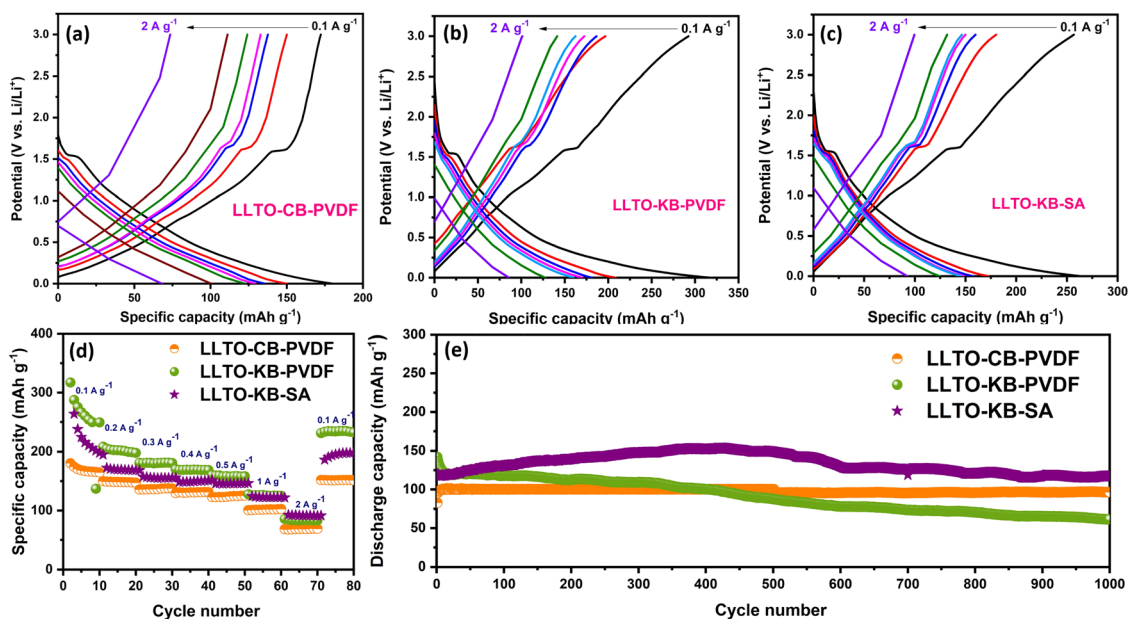 (a)
2 A g⁻¹
0.1 A g⁻¹
LLTO-CB-PVDF
Potential (V vs. Li/Li⁺)
0.0
0.5
1.0
1.5
2.0
2.5
3.0
0
50
100
150
200
Specific capacity (mAh g⁻¹)
(b)
2 A g⁻¹
0.1 A g⁻¹
LLTO-KB-PVDF
Potential (V vs. Li/Li⁺)
0.0
0.5
1.0
1.5
2.0
2.5
3.0
0
50
100
150
200
250
300
350
Specific capacity (mAh g⁻¹)
(c)
2 A g⁻¹
0.1 A g⁻¹
LLTO-KB-SA
Potential (V vs. Li/Li⁺)
0.0
0.5
1.0
1.5
2.0
2.5
3.0
0
50
100
150
200
250
300
Specific capacity (mAh g⁻¹)
(d)
LLTO-CB-PVDF
LLTO-KB-PVDF
LLTO-KB-SA
0.1 A g⁻¹
0.2 A g⁻¹
0.3 A g⁻¹
0.4 A g⁻¹
0.5 A g⁻¹
1 A g⁻¹
2 A g⁻¹
0.1 A g⁻¹
Specific capacity (mAh g⁻¹)
0
100
200
300
400
0
10
20
30
40
50
60
70
80
Cycle number
(e)
LLTO-CB-PVDF
LLTO-KB-PVDF
LLTO-KB-SA
Discharge capacity (mAh g⁻¹)
0
50
100
150
200
250
300
0
100
200
300
400
500
600
700
800
900
1000
Cycle number